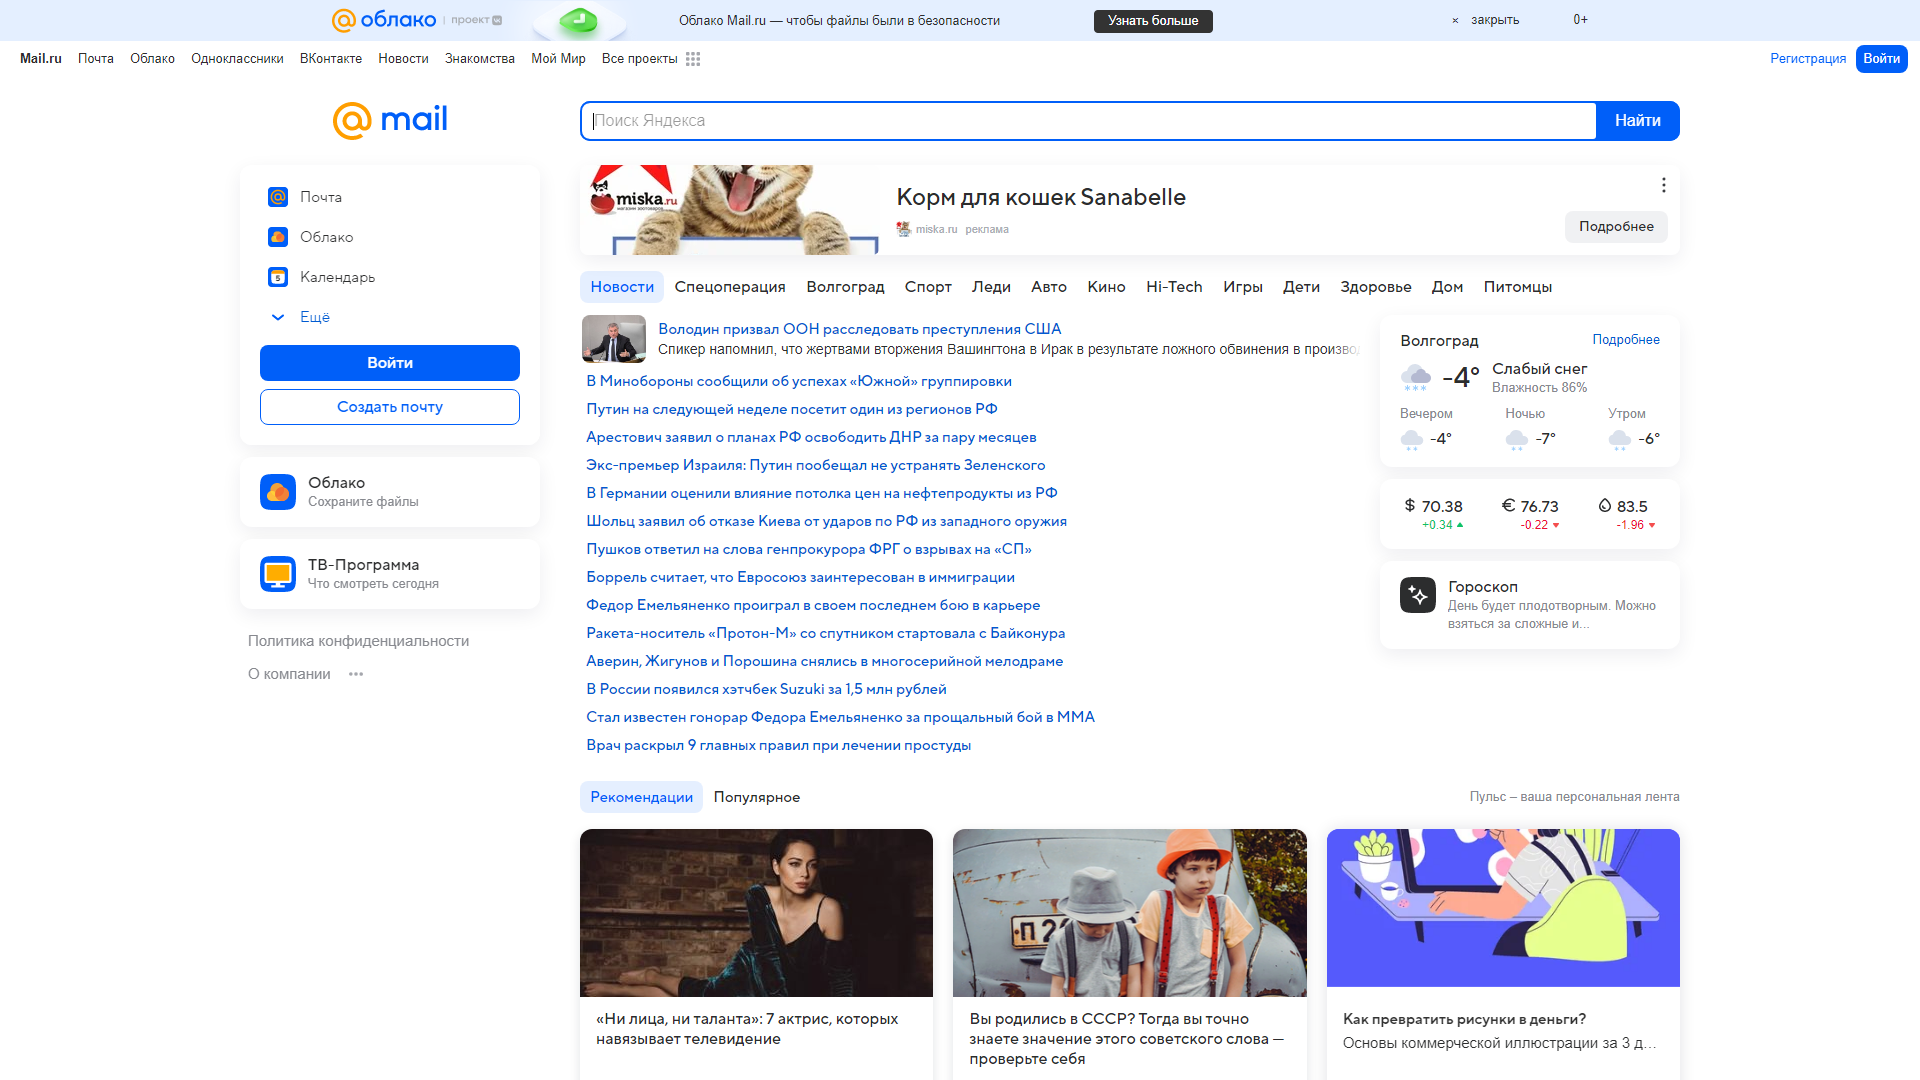 облако проект
Облако Mail.ru — чтобы файлы были в безопасности
Узнать больше
× закрыть
0+
Mail.ru Почта Облако Одноклассники ВКонтакте Новости Знакомства Мой Мир Все проекты
Регистрация Войти
mail
Поиск Яндекса
Найти
Почта
Облако
5 Календарь
Ещё
Войти
Создать почту
Облако
Сохраните файлы
ТВ-Программа
Что смотреть сегодня
Политика конфиденциальности
О компании
miska.ru
магазин зоотоваров
Корм для кошек Sanabelle
miska.ru реклама
Подробнее
Новости Спецоперация Волгоград Спорт Леди Авто Кино Hi-Tech Игры Дети Здоровье Дом Питомцы
Володин призвал ООН расследовать преступления США
Спикер напомнил, что жертвами вторжения Вашингтона в Ирак в результате ложного обвинения в производ
В Минобороны сообщили об успехах «Южной» группировки
Путин на следующей неделе посетит один из регионов РФ
Арестович заявил о планах РФ освободить ДНР за пару месяцев
Экс-премьер Израиля: Путин пообещал не устранять Зеленского
В Германии оценили влияние потолка цен на нефтепродукты из РФ
Шольц заявил об отказе Киева от ударов по РФ из западного оружия
Пушков ответил на слова генпрокурора ФРГ о взрывах на «СП»
Боррель считает, что Евросоюз заинтересован в иммиграции
Федор Емельяненко проиграл в своем последнем бою в карьере
Ракета-носитель «Протон-М» со спутником стартовала с Байконура
Аверин, Жигунов и Порошина снялись в многосерийной мелодраме
В России появился хэтчбек Suzuki за 1,5 млн рублей
Стал известен гонорар Федора Емельяненко за прощальный бой в ММА
Врач раскрыл 9 главных правил при лечении простуды
Волгоград Подробнее
-4° Слабый снег
Влажность 86%
Вечером Ночью Утром
-4° -7° -6°
$ 70.38 € 76.73 83.5
+0.34 -0.22 -1.96
Гороскоп
День будет плодотворным. Можно
взяться за сложные и...
Рекомендации Популярное
Пульс – ваша персональная лента
П 2
«Ни лица, ни таланта»: 7 актрис, которых
навязывает телевидение
Вы родились в СССР? Тогда вы точно
знаете значение этого советского слова —
проверьте себя
Как превратить рисунки в деньги?
Основы коммерческой иллюстрации за 3 д...